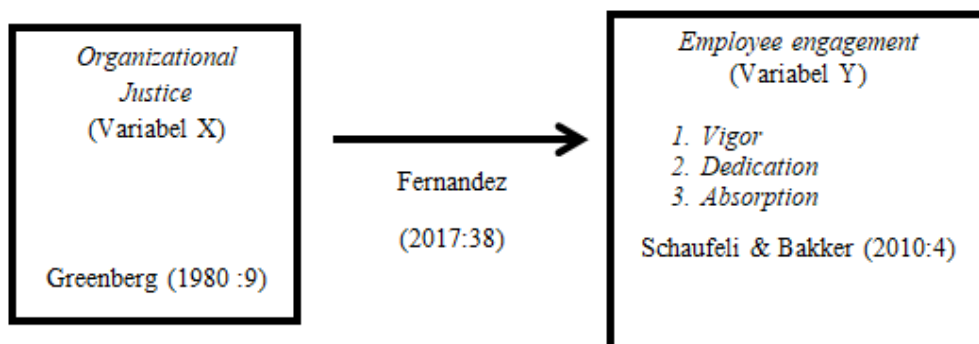 Organizational
Justice
(Variabel X)
Greenberg (1980 :9)
Fernandez
(2017:38)
Employee engagement
(Variabel Y)
1. Vigor
2. Dedication
3. Absorption
Schaufeli & Bakker (2010:4)